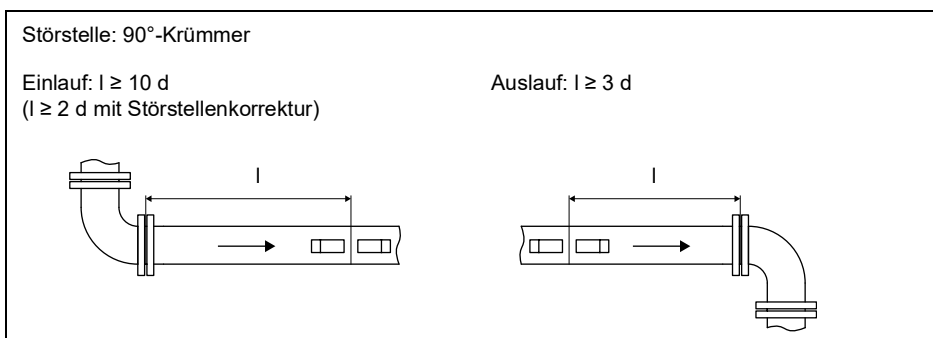 Störstelle: 90°-Krümmer
Einlauf: l ≥ 10 d
(l ≥ 2 d mit Störstellenkorrektur)
Auslauf: l ≥ 3 d
l
l